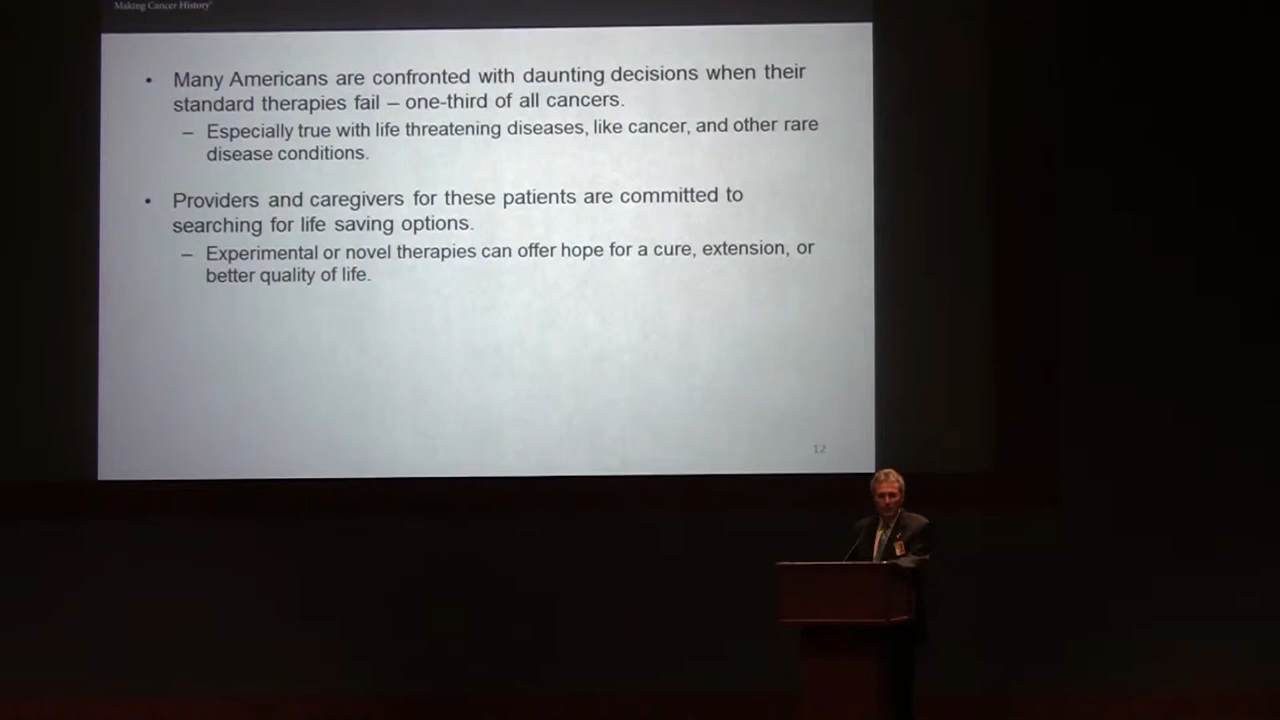 Making Cancer History®
• Many Americans are confronted with daunting decisions when their
standard therapies fail – one-third of all cancers.
– Especially true with life threatening diseases, like cancer, and other rare
disease conditions.
• Providers and caregivers for these patients are committed to
searching for life saving options.
– Experimental or novel therapies can offer hope for a cure, extension, or
better quality of life.
12